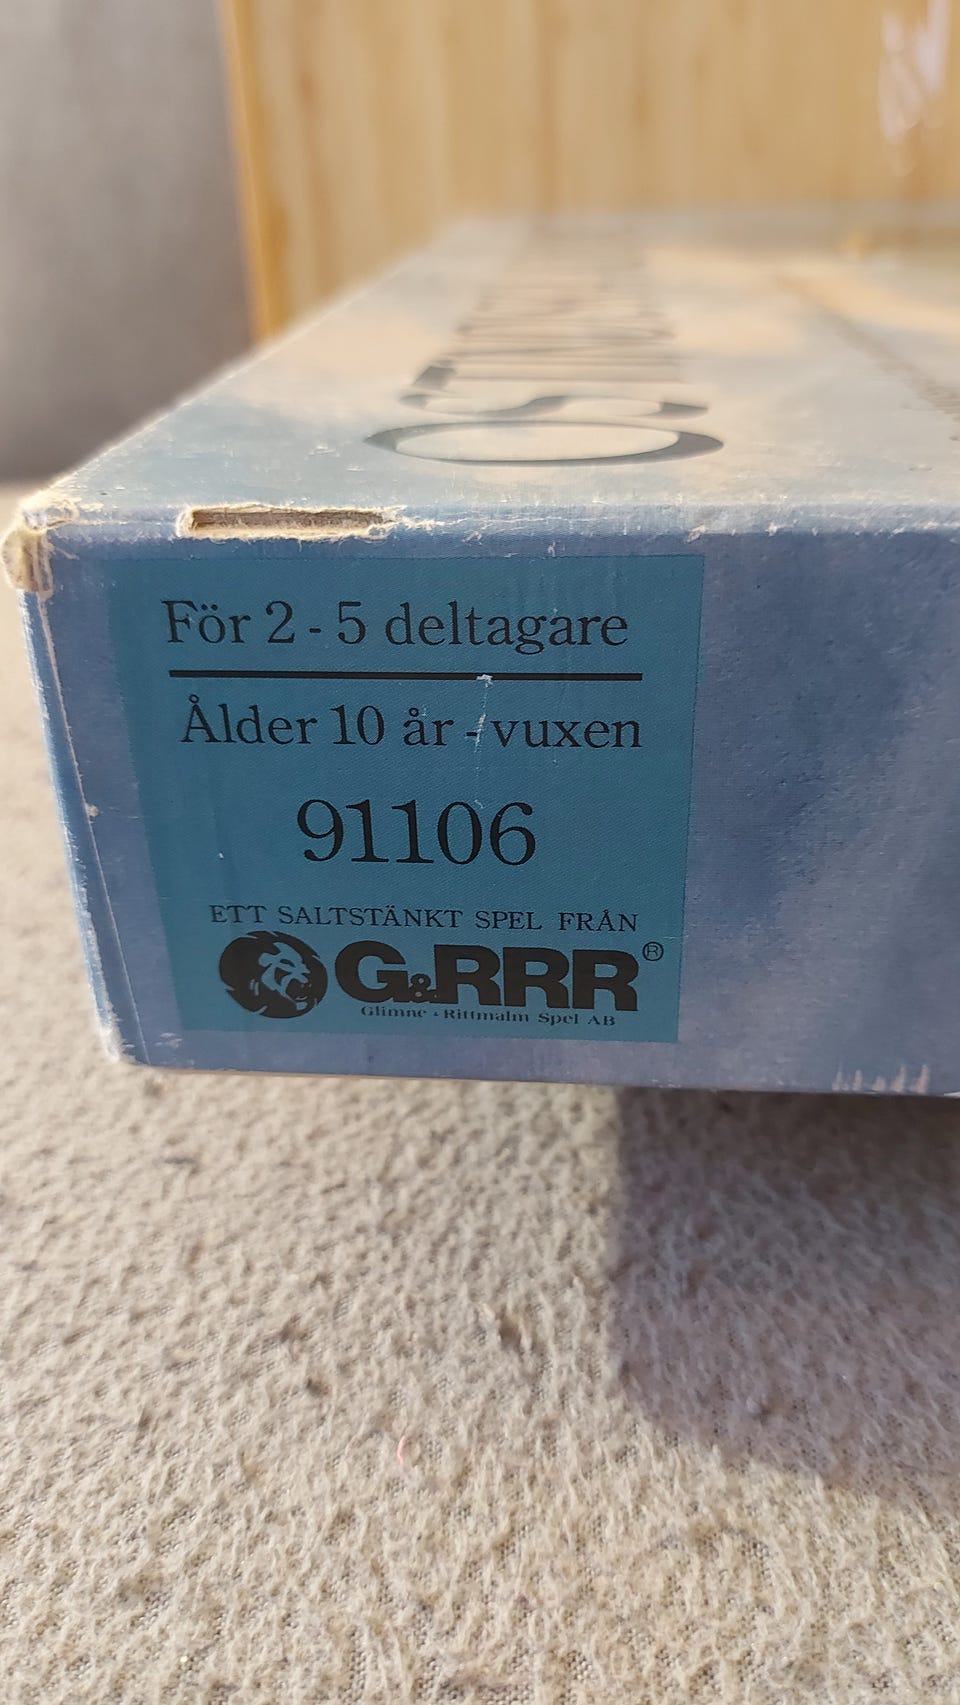 För 2 - 5 deltagare
Ålder 10 år - vuxen
91106
ETT SALTSTÄNKT SPEL FRÅN
G&RRR®
Glimne & Rittmalm Spel AB